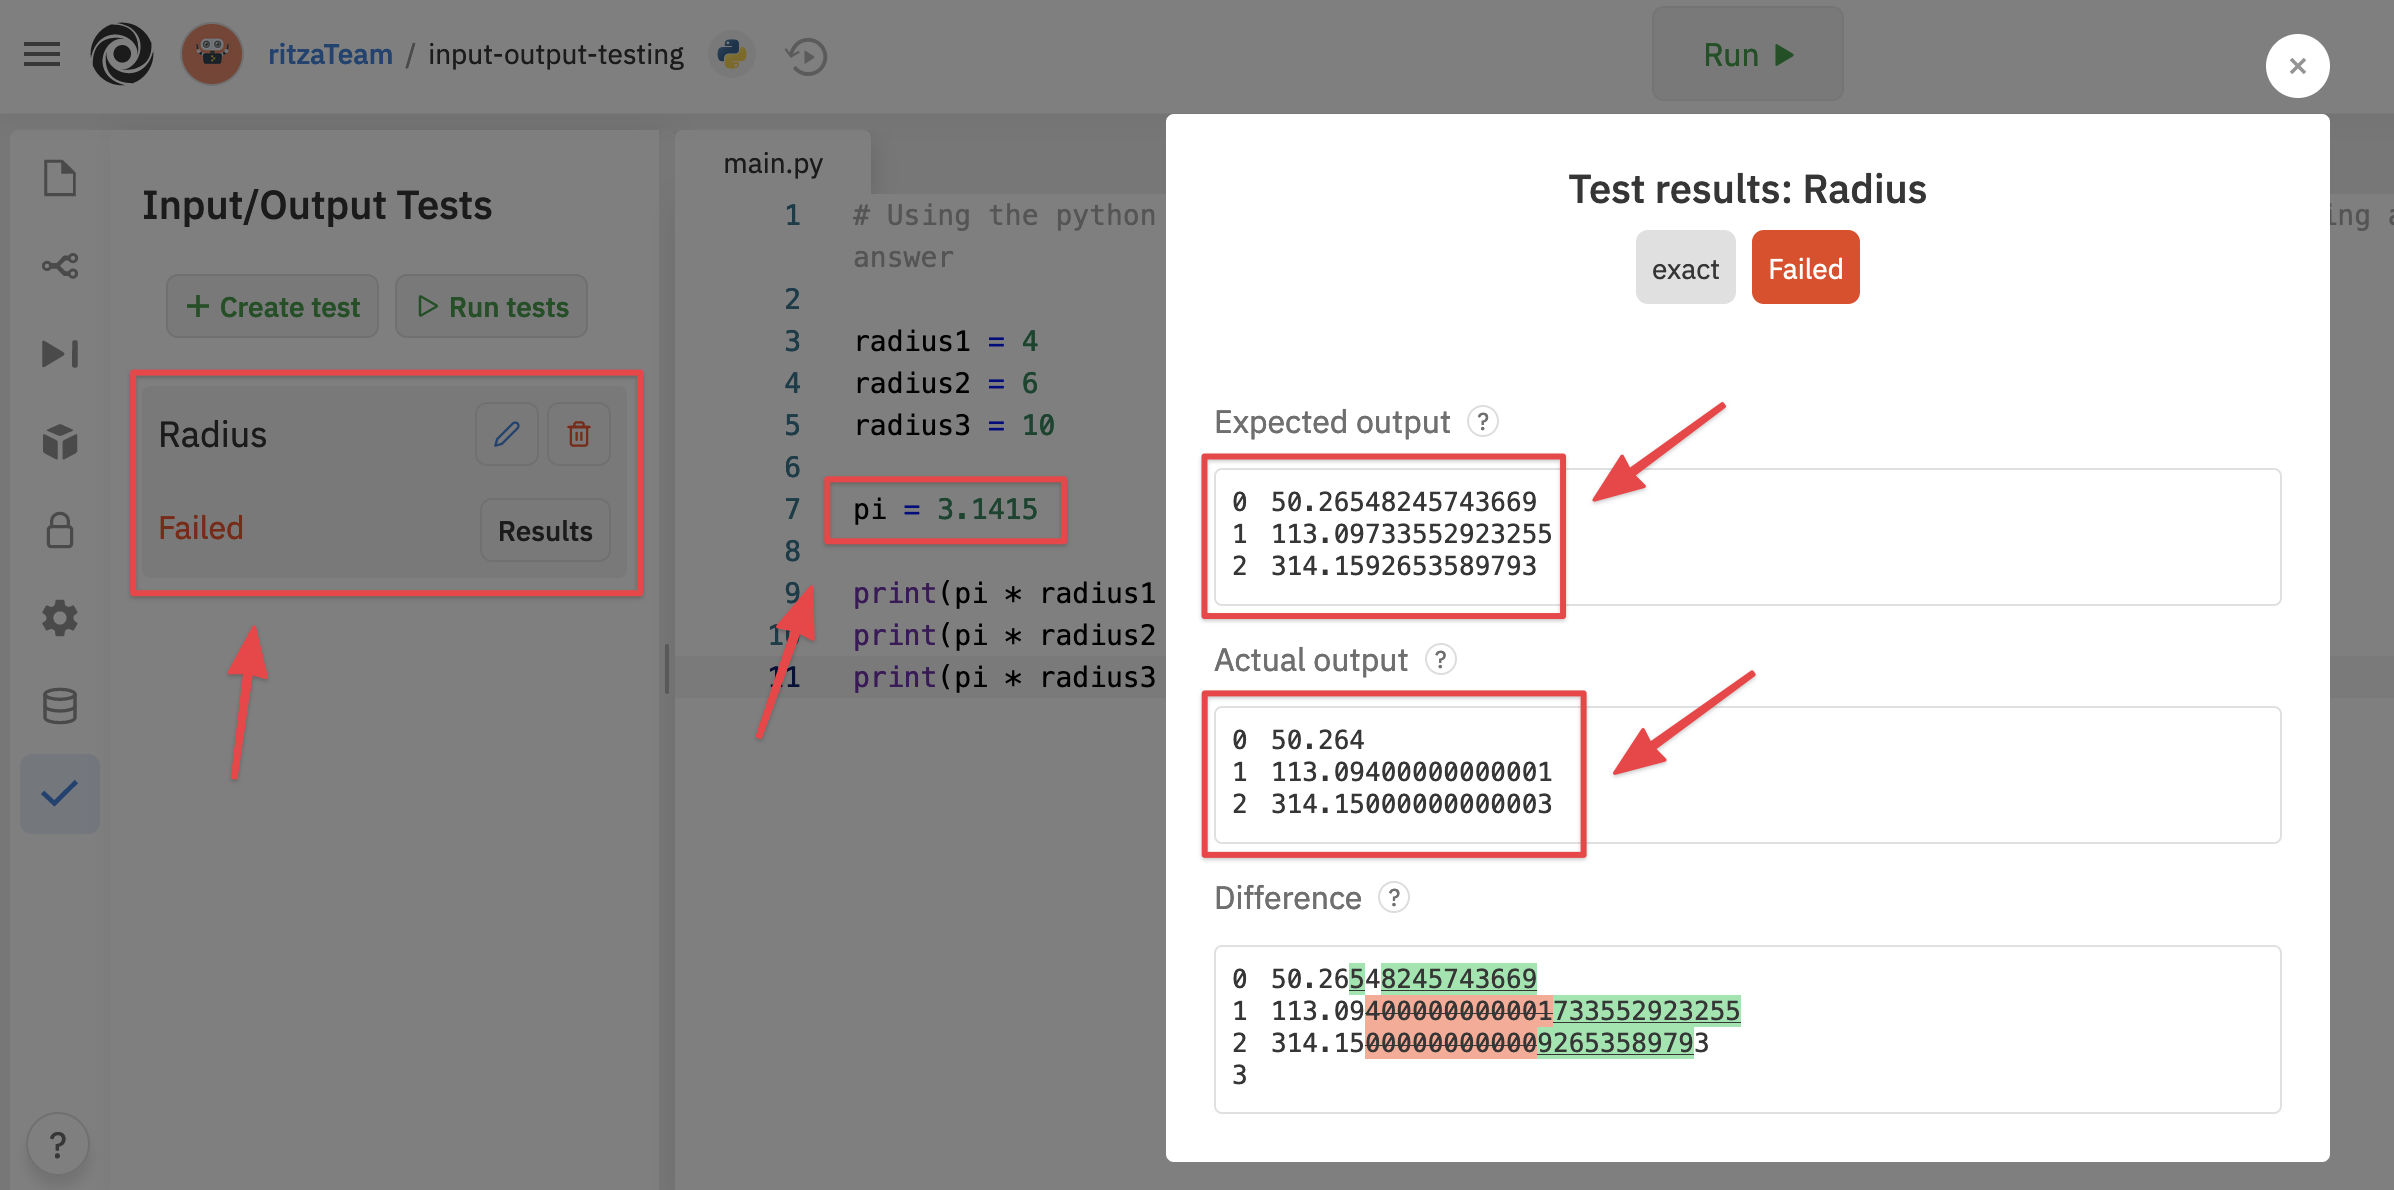 ritzaTeam / input-output-testing
Run
×
Input/Output Tests
+ Create test
Run tests
Radius
Failed
Results
main.py
1 # Using the python
answer
2
3 radius1 = 4
4 radius2 = 6
5 radius3 = 10
6
7 pi = 3.1415
8
9 print(pi * radius1
10 print(pi * radius2
11 print(pi * radius3
ing a
Test results: Radius
exact
Failed
Expected output ?
0 50.26548245743669
1 113.09733552923255
2 314.1592653589793
Actual output ?
0 50.264
1 113.09400000000001
2 314.15000000000003
Difference ?
0 50.26548245743669
1 113.09400000000001733552923255
2 314.150000000000092653589793
3
?